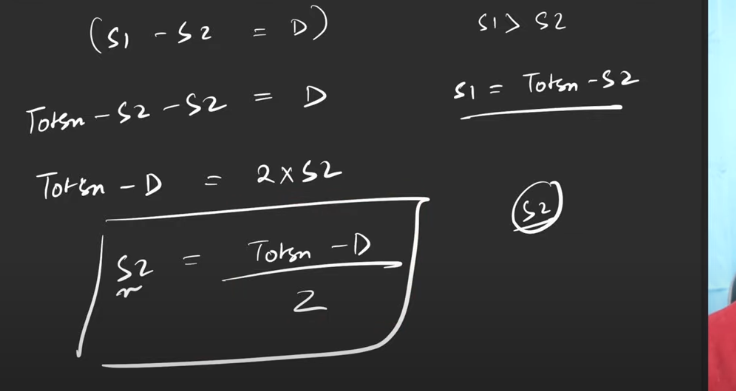 (S1 - S2 = D)
S1 > S2
Totsm - S2 - S2 = D
S1 = Totsm - S2
Totsm - D = 2 x S2
S2
S2 = Totsm - D
2